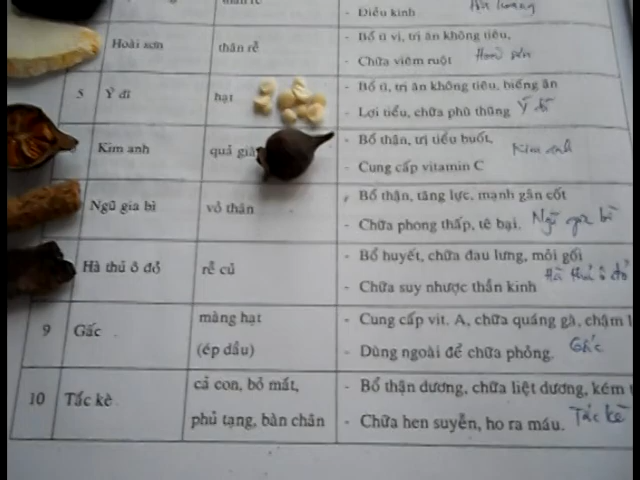 thân rễ
- Điều kinh
Hoài sơn thân rễ - Bổ tì vị, trị ăn không tiêu,
- Chữa viêm ruột Hoài sơn
5 Ý dĩ hạt - Bổ tì, trị ăn không tiêu, biếng ăn
- Lợi tiểu, chữa phù thũng Ý dĩ
Kim anh quả già - Bổ thận, trị tiểu buốt, Kim anh
- Cung cấp vitamin C
Ngũ gia bì vỏ thân - Bổ thận, tăng lực, mạnh gân cốt
- Chữa phong thấp, tê bại. Ngũ gia bì
Hà thủ ô đỏ rễ củ - Bổ huyết, chữa đau lưng, mỏi gối
- Chữa suy nhược thần kinh Hà thủ ô đỏ
9 Gấc màng hạt - Cung cấp vit. A, chữa quáng gà, chậm
(ép dầu) - Dùng ngoài để chữa phỏng. Gấc
10 Tắc kè cả con, bỏ mắt, - Bổ thận dương, chữa liệt dương, kém
phủ tạng, bàn chân - Chữa hen suyễn, ho ra máu. Tắc kè